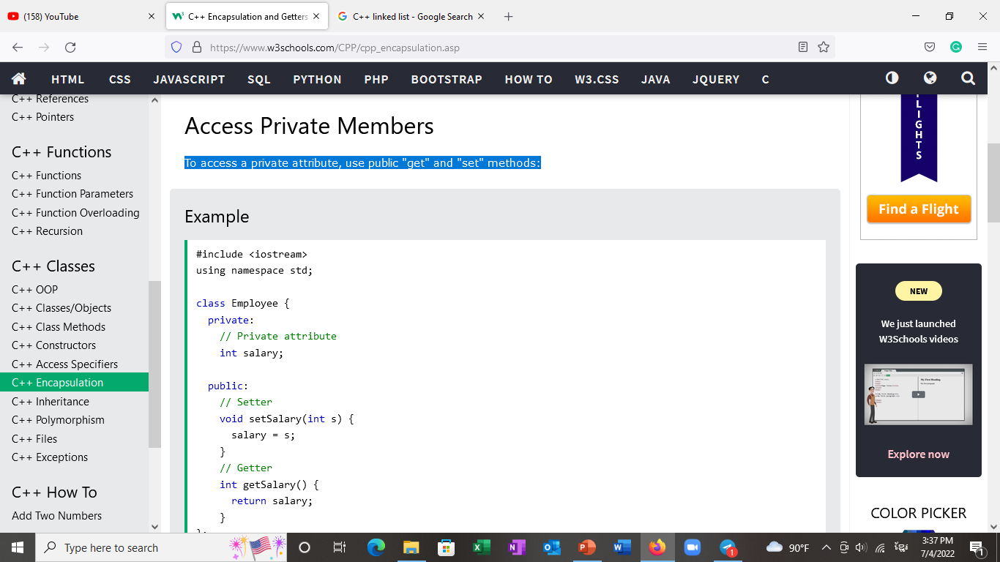 (158) YouTube
C++ Encapsulation and Getters
C++ linked list - Google Search
https://www.w3schools.com/CPP/cpp_encapsulation.asp
HTML CSS JAVASCRIPT SQL PYTHON PHP BOOTSTRAP HOW TO W3.CSS JAVA JQUERY C
C++ References
C++ Pointers
C++ Functions
C++ Functions
C++ Function Parameters
C++ Function Overloading
C++ Recursion
C++ Classes
C++ OOP
C++ Classes/Objects
C++ Class Methods
C++ Constructors
C++ Access Specifiers
C++ Encapsulation
C++ Inheritance
C++ Polymorphism
C++ Files
C++ Exceptions
C++ How To
Add Two Numbers
Access Private Members
To access a private attribute, use public "get" and "set" methods:
Example
#include <iostream>
using namespace std;
class Employee {
private:
// Private attribute
int salary;
public:
// Setter
void setSalary(int s) {
salary = s;
}
// Getter
int getSalary() {
return salary;
}
};
LIGHTS
Find a Flight
NEW
We just launched
W3Schools videos
Explore now
COLOR PICKER
Type here to search
1
90°F
3:37 PM
7/4/2022
1